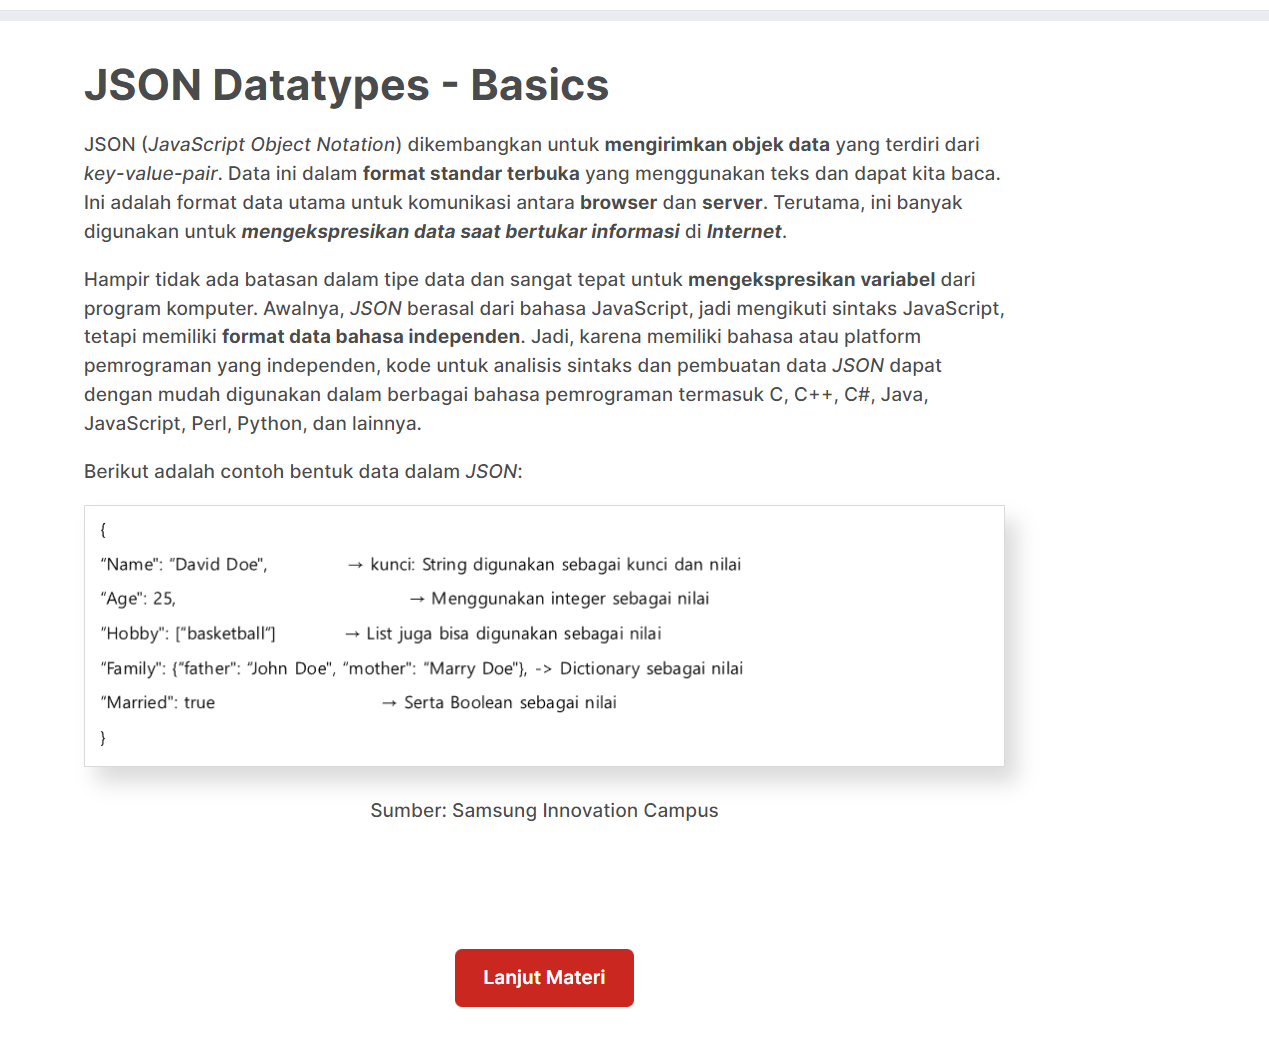 JSON Datatypes - Basics
JSON (JavaScript Object Notation) dikembangkan untuk mengirimkan objek data yang terdiri dari
key-value-pair. Data ini dalam format standar terbuka yang menggunakan teks dan dapat kita baca.
Ini adalah format data utama untuk komunikasi antara browser dan server. Terutama, ini banyak
digunakan untuk mengekspresikan data saat bertukar informasi di Internet.
Hampir tidak ada batasan dalam tipe data dan sangat tepat untuk mengekspresikan variabel dari
program komputer. Awalnya, JSON berasal dari bahasa JavaScript, jadi mengikuti sintaks JavaScript,
tetapi memiliki format data bahasa independen. Jadi, karena memiliki bahasa atau platform
pemrograman yang independen, kode untuk analisis sintaks dan pembuatan data JSON dapat
dengan mudah digunakan dalam berbagai bahasa pemrograman termasuk C, C++, C#, Java,
JavaScript, Perl, Python, dan lainnya.
Berikut adalah contoh bentuk data dalam JSON:
{
“Name": “David Doe", → kunci: String digunakan sebagai kunci dan nilai
“Age": 25, → Menggunakan integer sebagai nilai
“Hobby": [“basketball“] → List juga bisa digunakan sebagai nilai
“Family": {“father": “John Doe", “mother": “Marry Doe"}, -> Dictionary sebagai nilai
“Married": true → Serta Boolean sebagai nilai
}
Sumber: Samsung Innovation Campus
Lanjut Materi